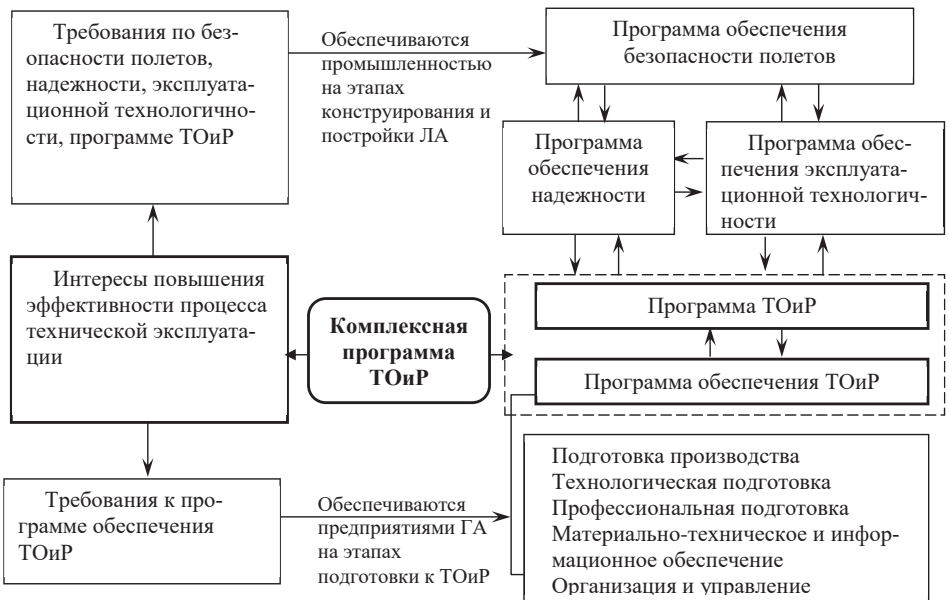 Требования по без-
опасности полетов,
надежности, эксплуата-
ционной технологично-
сти, программе ТОиР
Обеспечиваются
промышленностью
на этапах
конструирования и
постройки ЛА
Программа обеспечения
безопасности полетов
Программа
обеспечения
надежности
Программа обес-
печения эксплуата-
ционной технологич-
ности
Интересы повышения
эффективности процесса
технической эксплуата-
ции
Комплексная
программа
ТОиР
Программа ТОиР
Программа обеспечения ТОиР
Требования к про-
грамме обеспечения
ТОиР
Обеспечиваются
предприятиями ГА
на этапах
подготовки к ТОиР
Подготовка производства
Технологическая подготовка
Профессиональная подготовка
Материально-техническое и инфор-
мационное обеспечение
Организация и управление